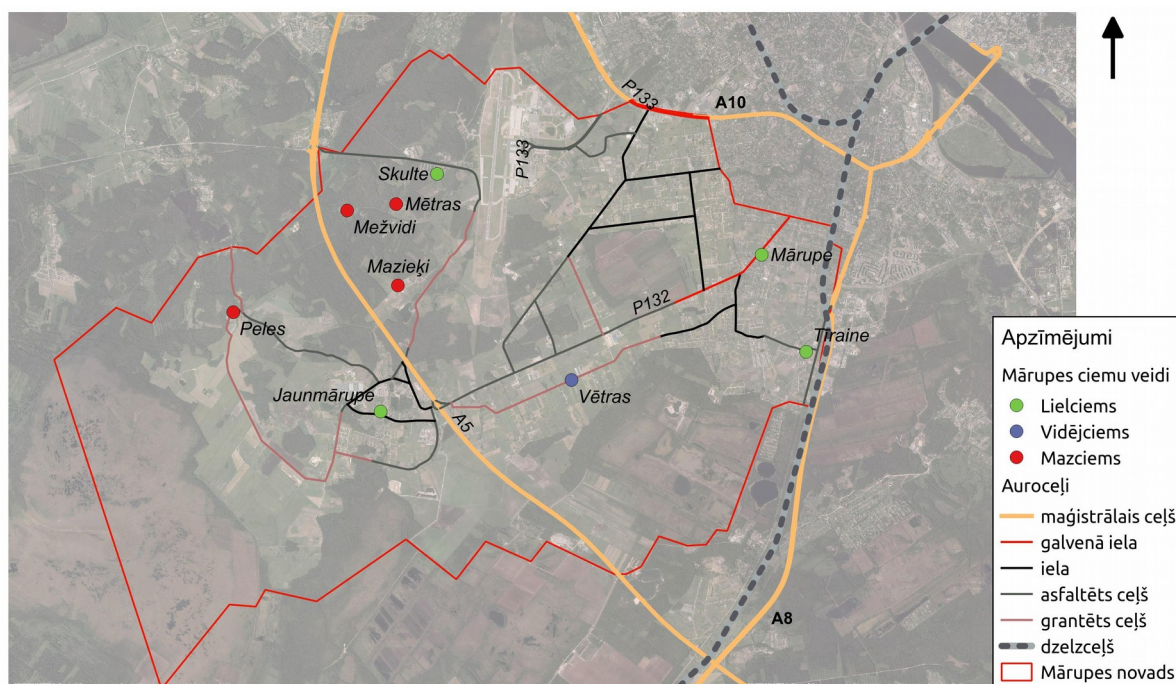 P133
A10
P133
Skulte
Mētras
Mežvidi
Mārupe
Mazieķi
P132
Peles
Tīraine
Jaunmārupe
Vētras
A5
A8
Apzīmējumi
Mārupes ciemu veidi
Lielciems
Vidējciems
Mazciems
Auroceļi
maģistrālais ceļš
galvenā iela
iela
asfaltēts ceļš
grantēts ceļš
dzelzceļš
Mārupes novads